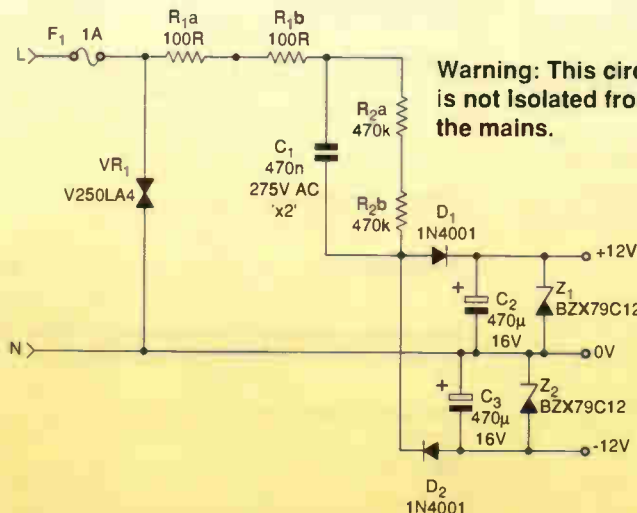 F₁ 1A
L
R₁a
100R
R₁b
100R
Warning: This circ
is not isolated fro
the mains.
R₂a
470k
C₁
470n
275V AC
'x2'
VR₁
V250LA4
R₂b
470k
D₁
1N4001
+12V
+
C₂
470µ
16V
Z₁
BZX79C12
N
0V
+
C₃
470µ
16V
Z₂
BZX79C12
-12V
D₂
1N4001